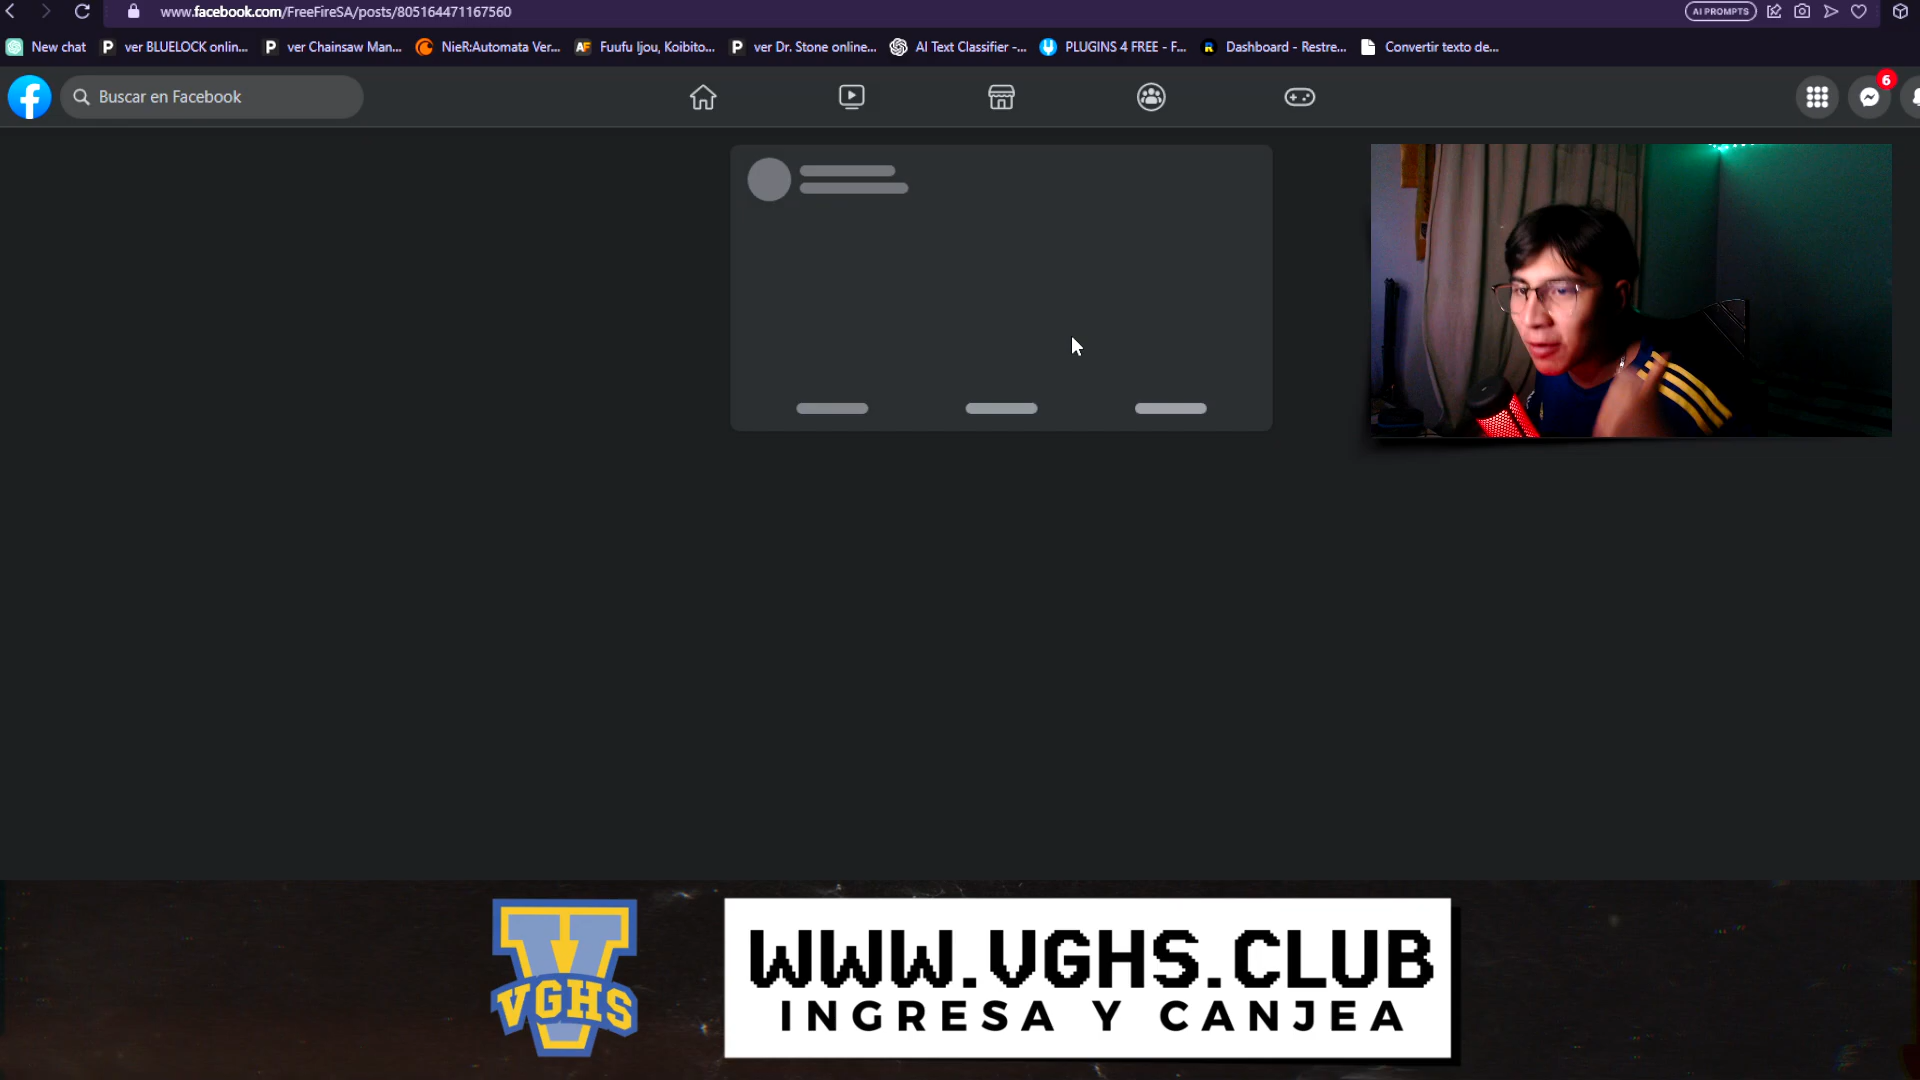 www.facebook.com/FreeFireSA/posts/805164471167560
AI PROMPTS
New chat
ver BLUELOCK onlin...
ver Chainsaw Man...
NieR:Automata Ver...
AF
Fuufu Ijou, Koibito...
ver Dr. Stone online...
AI Text Classifier -...
PLUGINS 4 FREE - F...
R
Dashboard - Restre...
Convertir texto de...
Buscar en Facebook
6
V
VGHS
WWW.VGHS.CLUB
INGRESA Y CANJEA